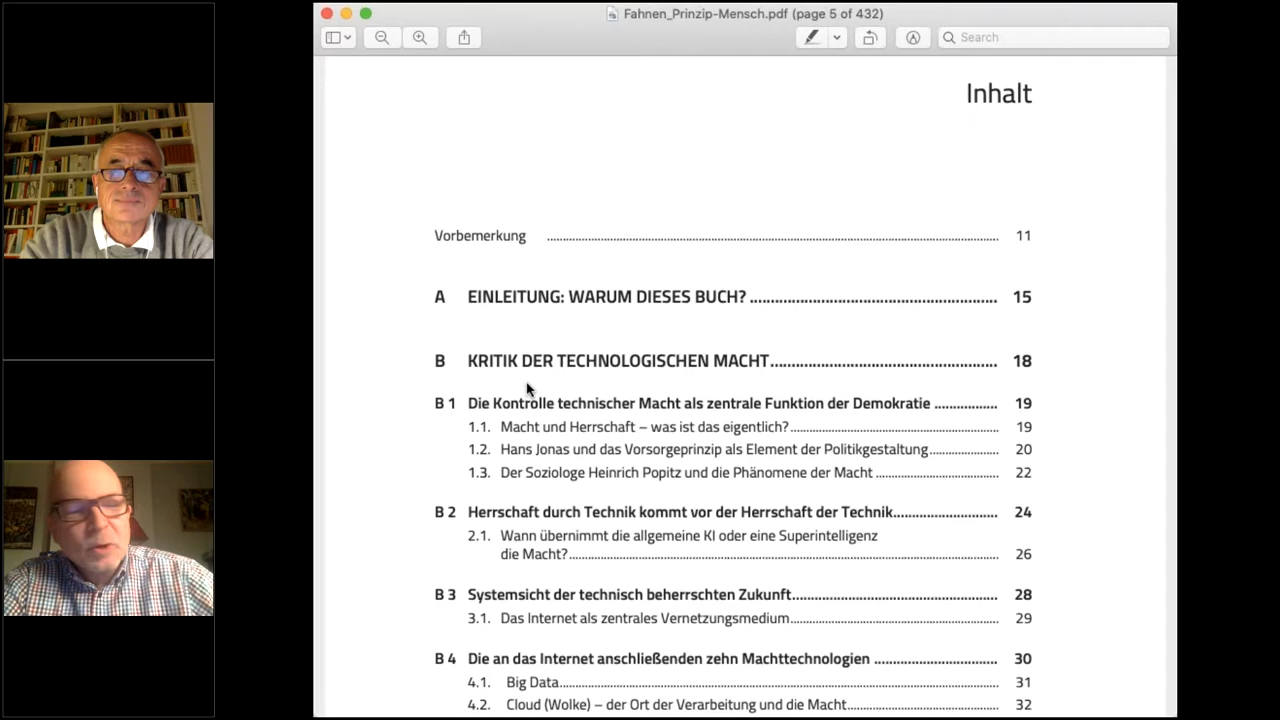 Fahnen_Prinzip-Mensch.pdf (page 5 of 432)
Search
Inhalt
Vorbemerkung ........ 11
A EINLEITUNG: WARUM DIESES BUCH? ........ 15
B KRITIK DER TECHNOLOGISCHEN MACHT ........ 18
B 1 Die Kontrolle technischer Macht als zentrale Funktion der Demokratie ........ 19
1.1. Macht und Herrschaft – was ist das eigentlich? ........ 19
1.2. Hans Jonas und das Vorsorgeprinzip als Element der Politikgestaltung ........ 20
1.3. Der Soziologe Heinrich Popitz und die Phänomene der Macht ........ 22
B 2 Herrschaft durch Technik kommt vor der Herrschaft der Technik ........ 24
2.1. Wann übernimmt die allgemeine KI oder eine Superintelligenz
die Macht? ........ 26
B 3 Systemsicht der technisch beherrschten Zukunft ........ 28
3.1. Das Internet als zentrales Vernetzungsmedium ........ 29
B 4 Die an das Internet anschließenden zehn Machttechnologien ........ 30
4.1. Big Data ........ 31
4.2. Cloud (Wolke) – der Ort der Verarbeitung und die Macht ........ 32